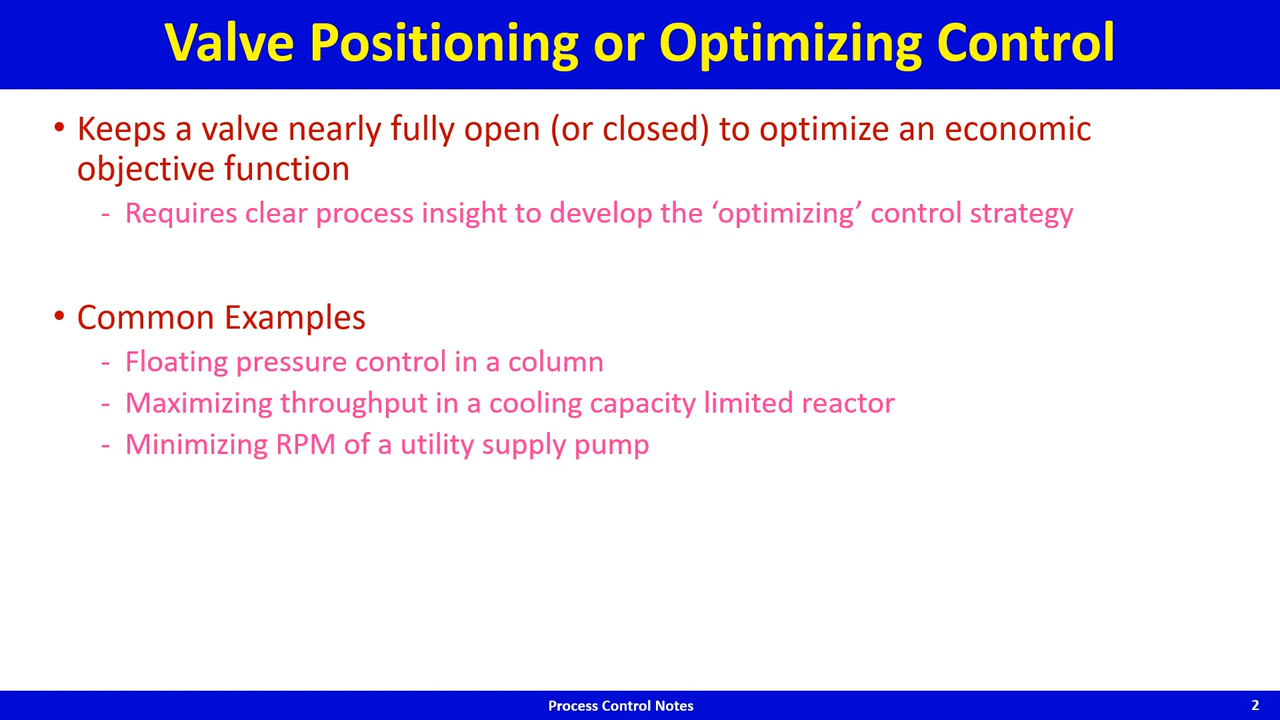 Valve Positioning or Optimizing Control
• Keeps a valve nearly fully open (or closed) to optimize an economic
objective function
- Requires clear process insight to develop the ‘optimizing’ control strategy
• Common Examples
- Floating pressure control in a column
- Maximizing throughput in a cooling capacity limited reactor
- Minimizing RPM of a utility supply pump
Process Control Notes
2